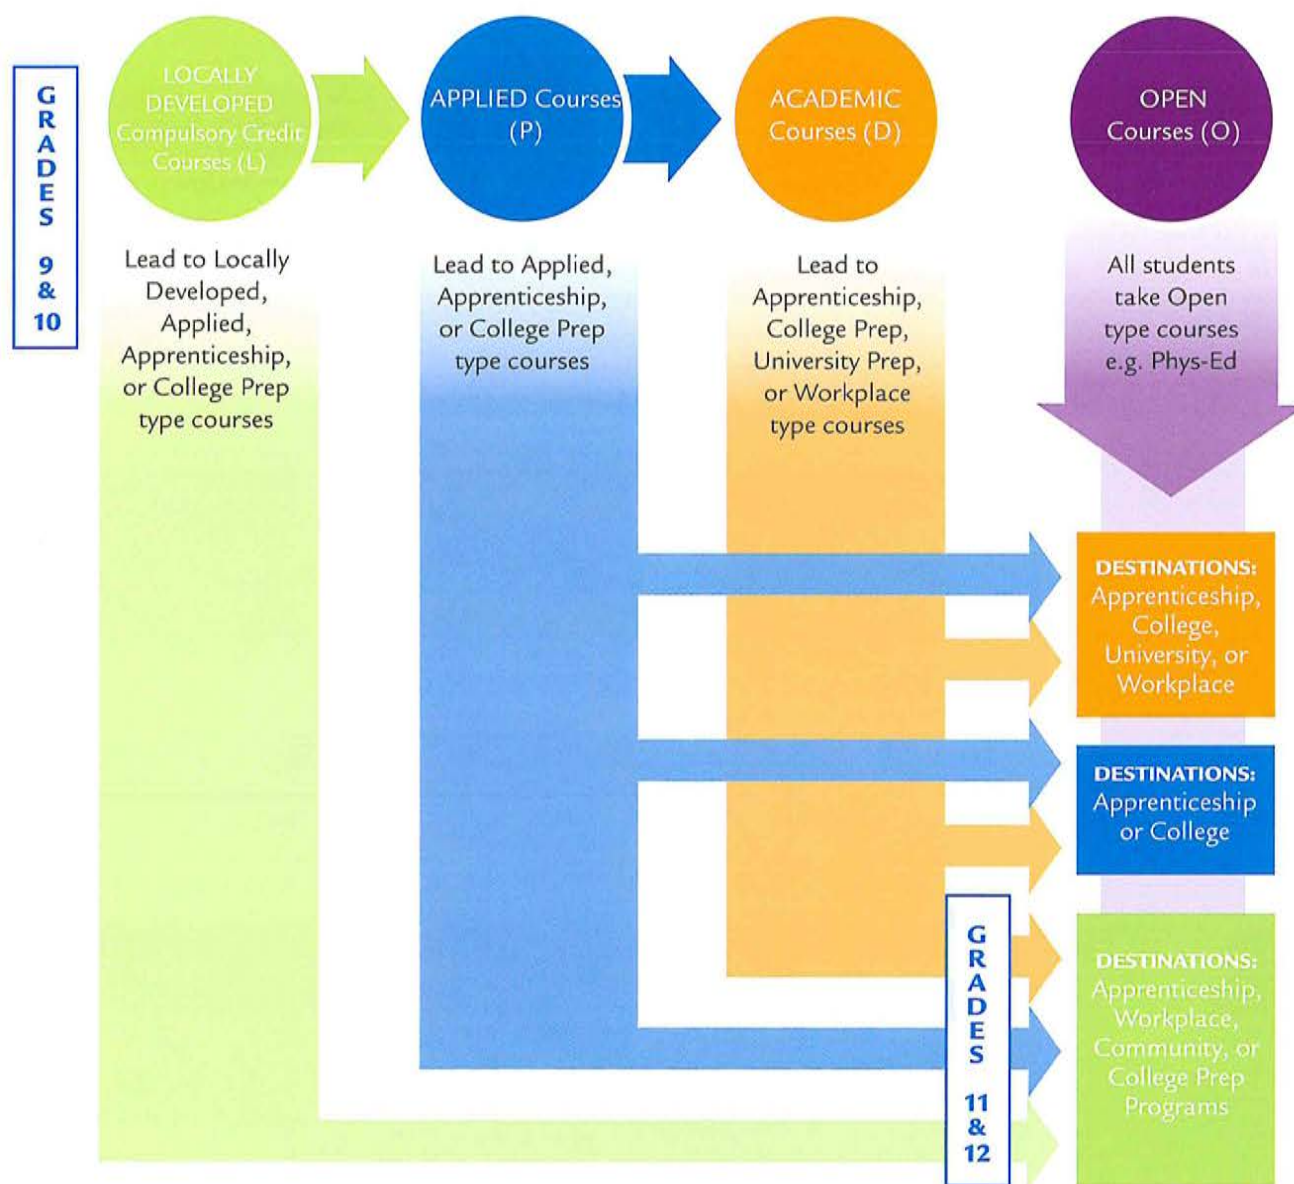 GRADES 9 & 10
LOCALLY
DEVELOPED
Compulsory Credit
Courses (L)
APPLIED Courses
(P)
ACADEMIC
Courses (D)
OPEN
Courses (O)
Lead to Locally
Developed,
Applied,
Apprenticeship,
or College Prep
type courses
Lead to Applied,
Apprenticeship,
or College Prep
type courses
Lead to
Apprenticeship,
College Prep,
University Prep,
or Workplace
type courses
All students
take Open
type courses
e.g. Phys-Ed
DESTINATIONS:
Apprenticeship,
College,
University, or
Workplace
DESTINATIONS:
Apprenticeship
or College
GRADES 11 & 12
DESTINATIONS:
Apprenticeship,
Workplace,
Community, or
College Prep
Programs